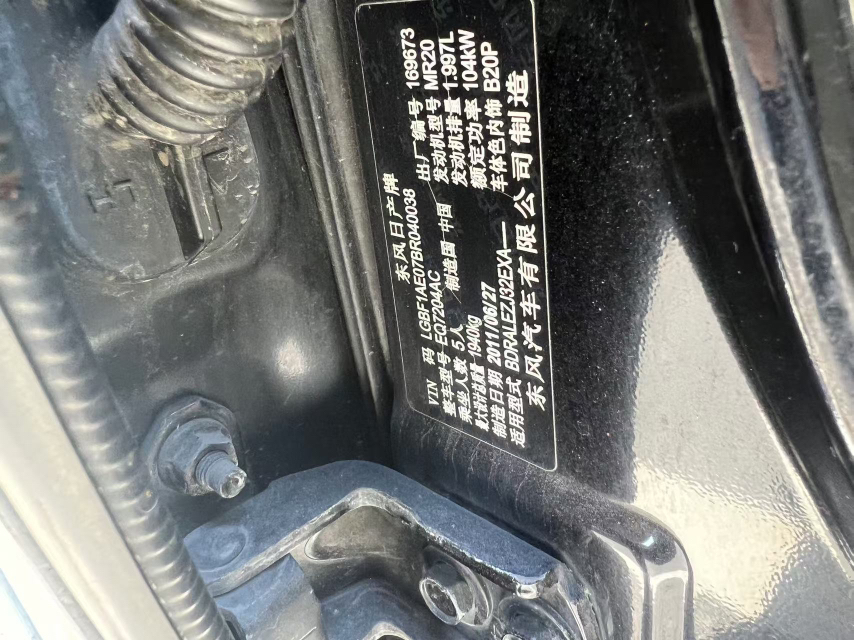 东风日产牌
VIN 码 LGBF1AE07BR040038 出厂编号 169673
整车型号 EQ7204AC 发动机型号 MR20
乘坐人数 5人 制造国 中国 发动机排量 1.997L
最大设计总质量 1940kg 额定功率 104kW
制造日期 2011/06/27 车体色内饰 B20P
适用型式 BDRALEZJ32EXA——
东风汽车有限公司制造